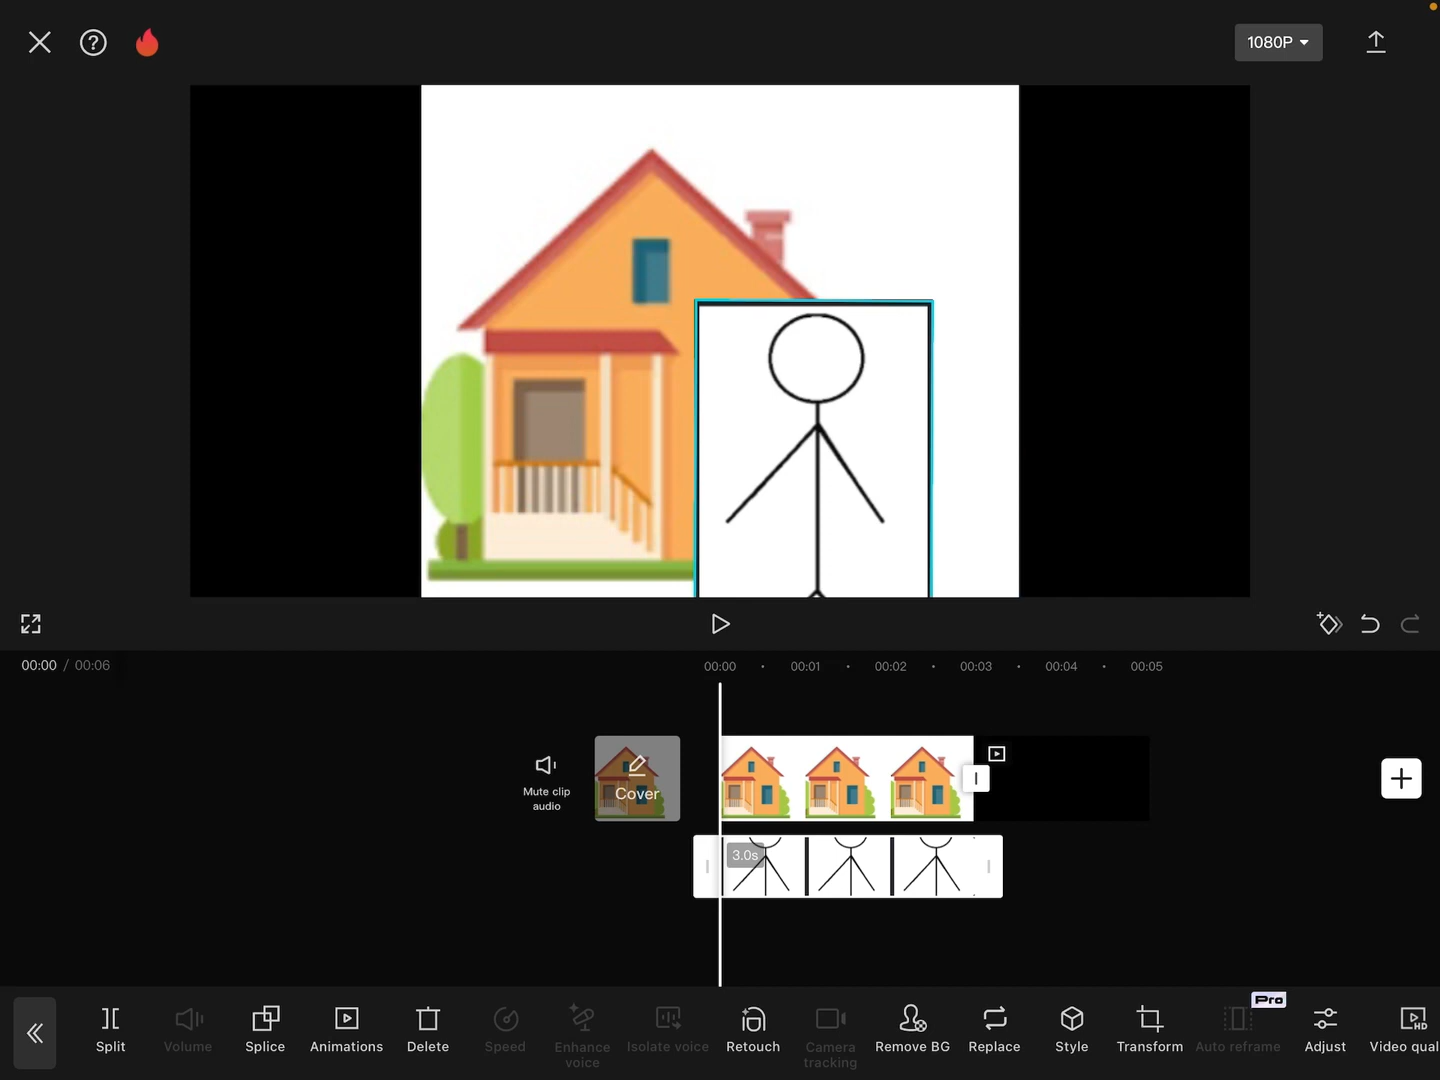 1080P
00:00 / 00:06
00:00 00:01 00:02 00:03 00:04 00:05
Mute clip
audio
Cover
3.0s
Pro
Split Volume Splice Animations Delete Speed Enhance voice Isolate voice Retouch Camera tracking Remove BG Replace Style Transform Auto reframe Adjust Video qual
HD